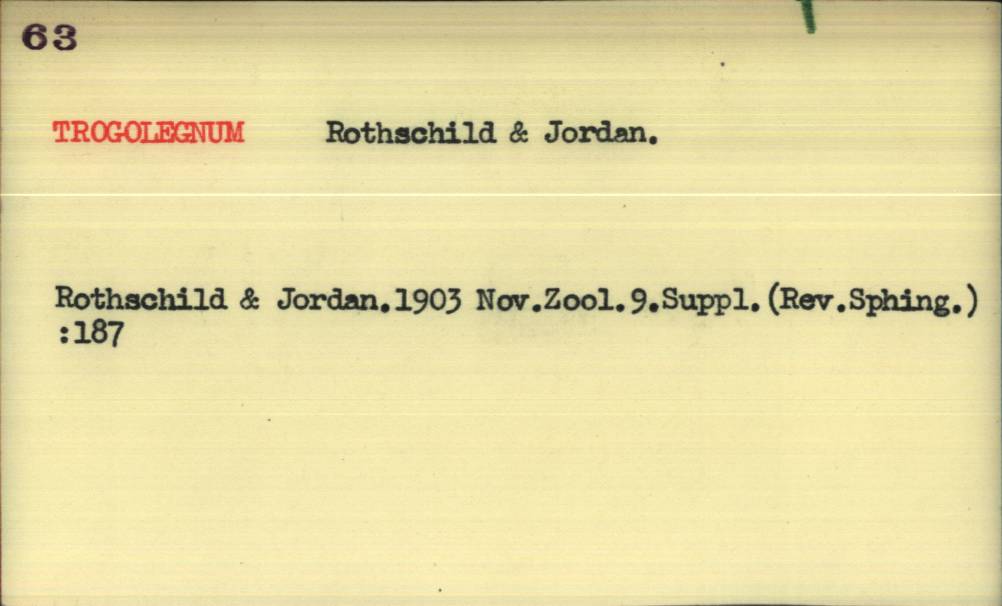 63
TROGOLEGNUM Rothschild & Jordan.
Rothschild & Jordan.1903 Nov.Zool.9.Suppl.(Rev.Sphing.)
:187